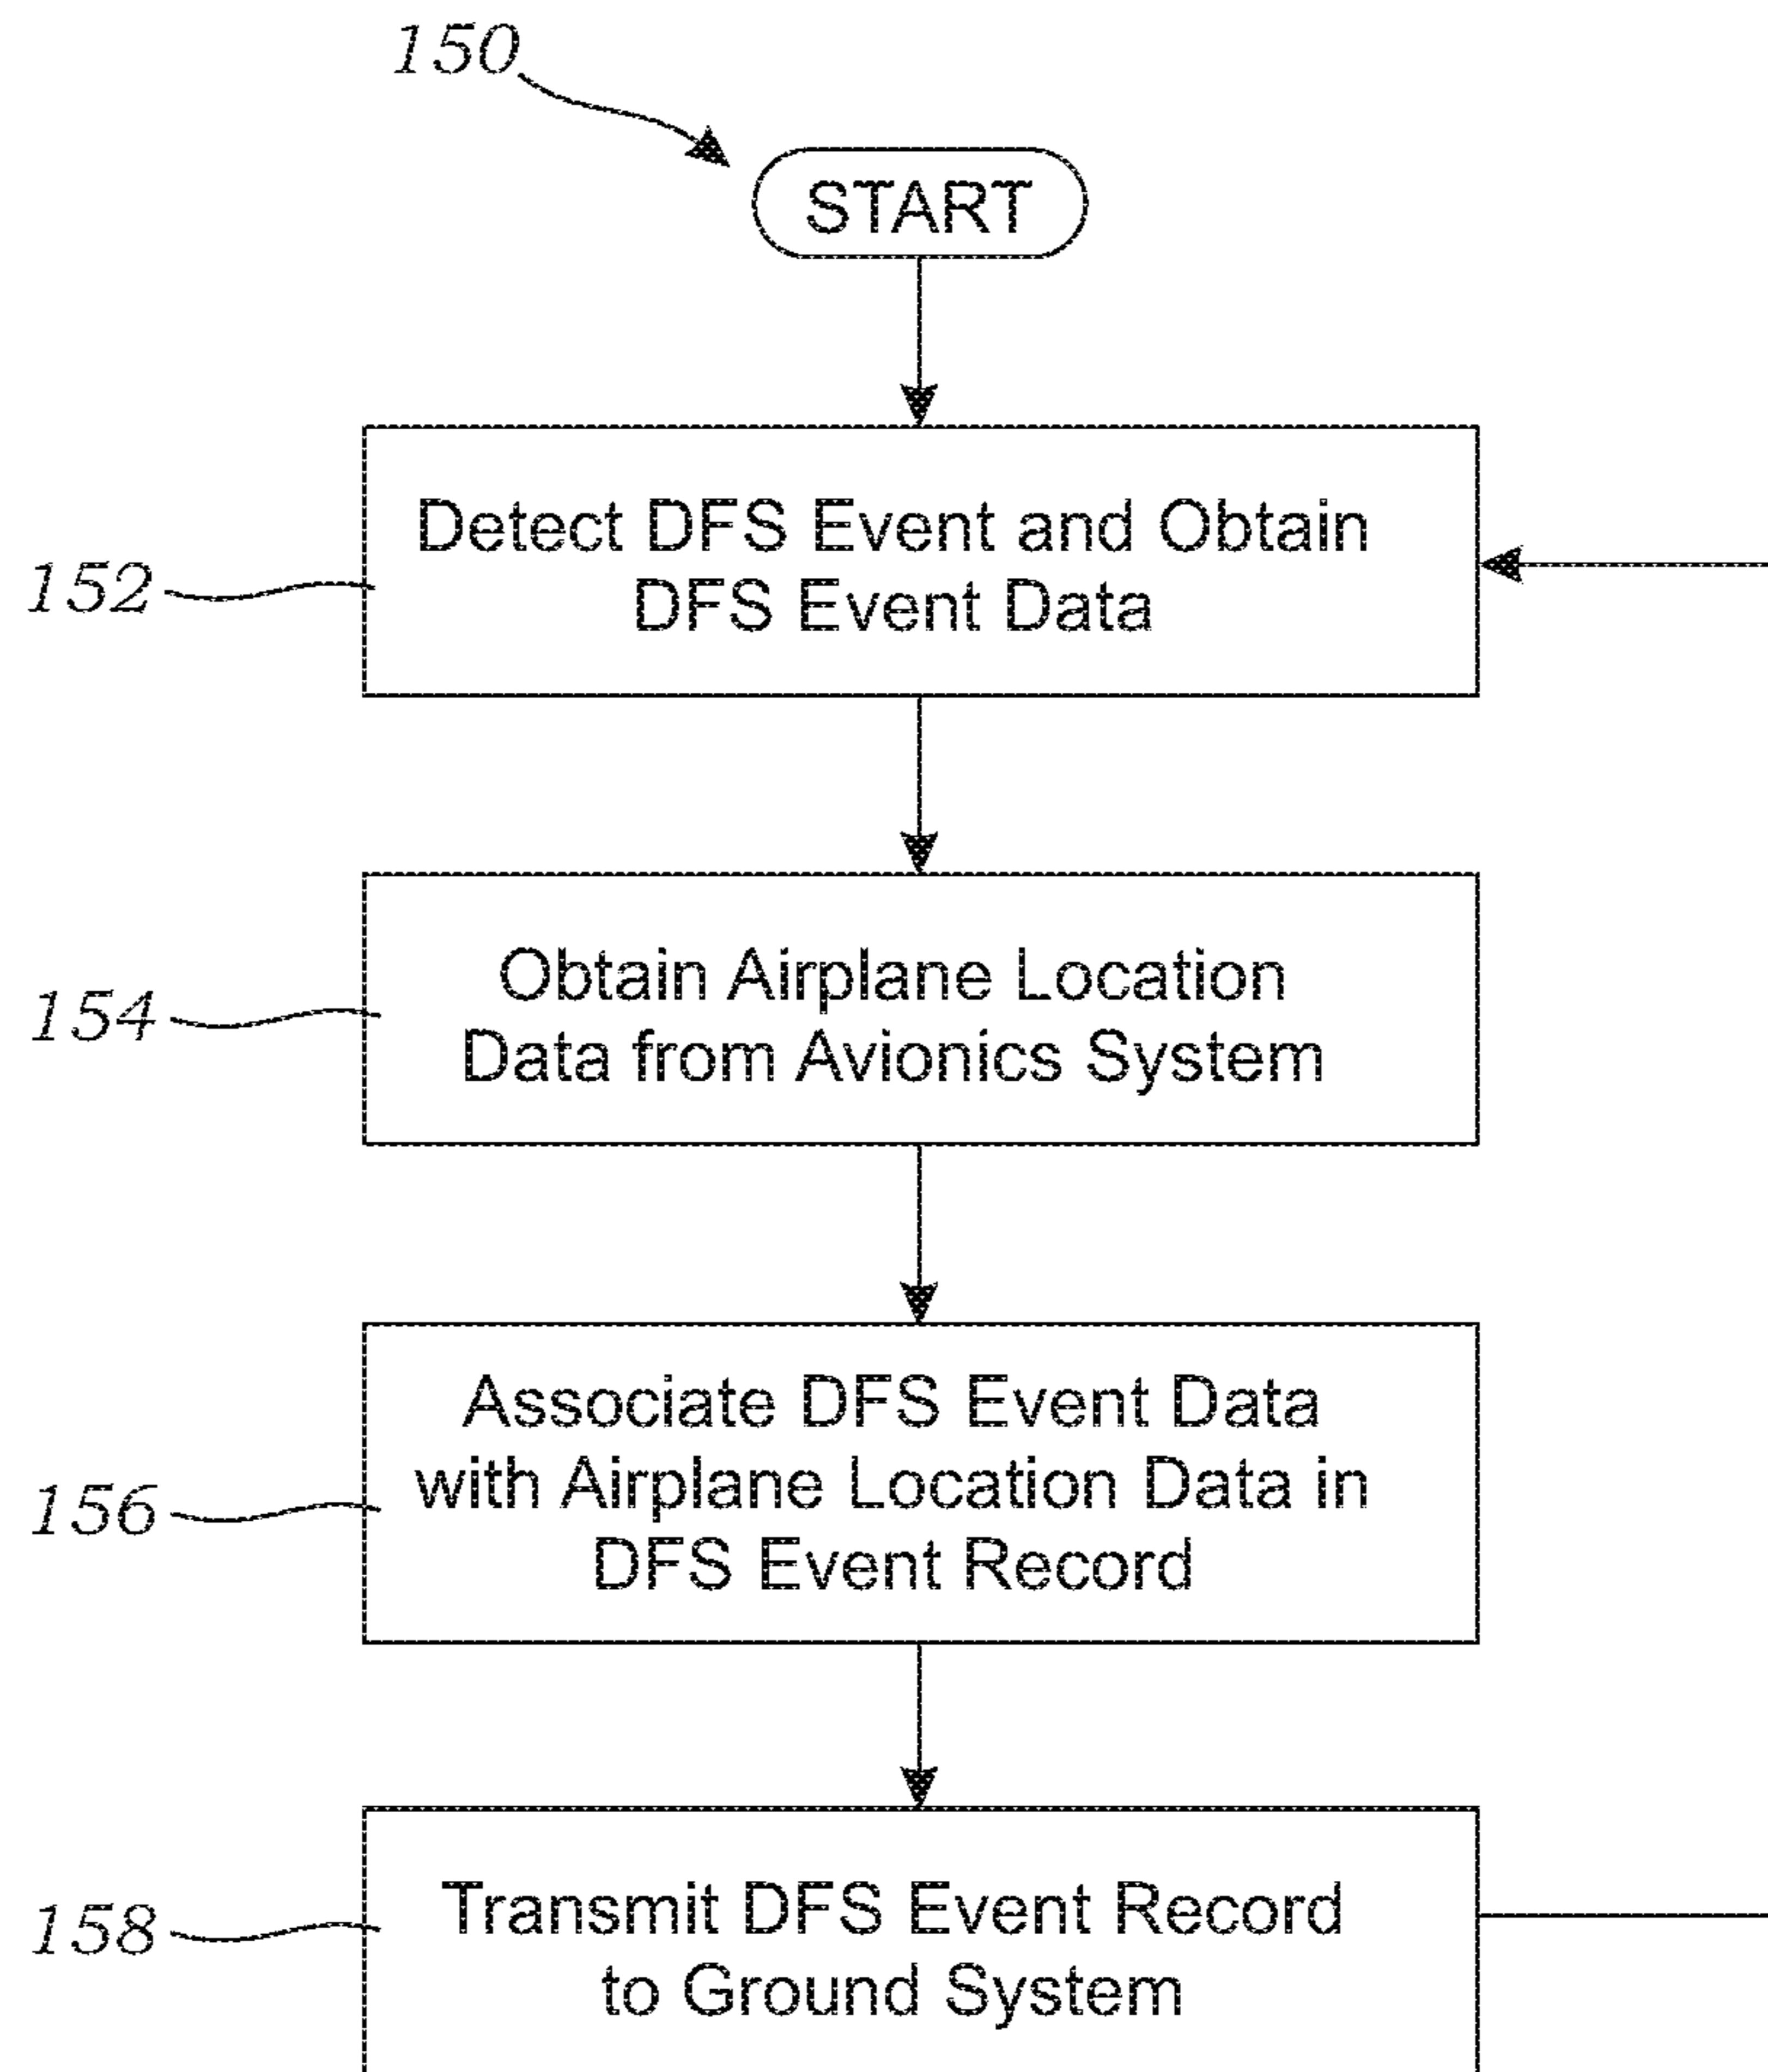 150
START
152
Detect DFS Event and Obtain
DFS Event Data
154
Obtain Airplane Location
Data from Avionics System
156
Associate DFS Event Data
with Airplane Location Data in
DFS Event Record
158
Transmit DFS Event Record
to Ground System